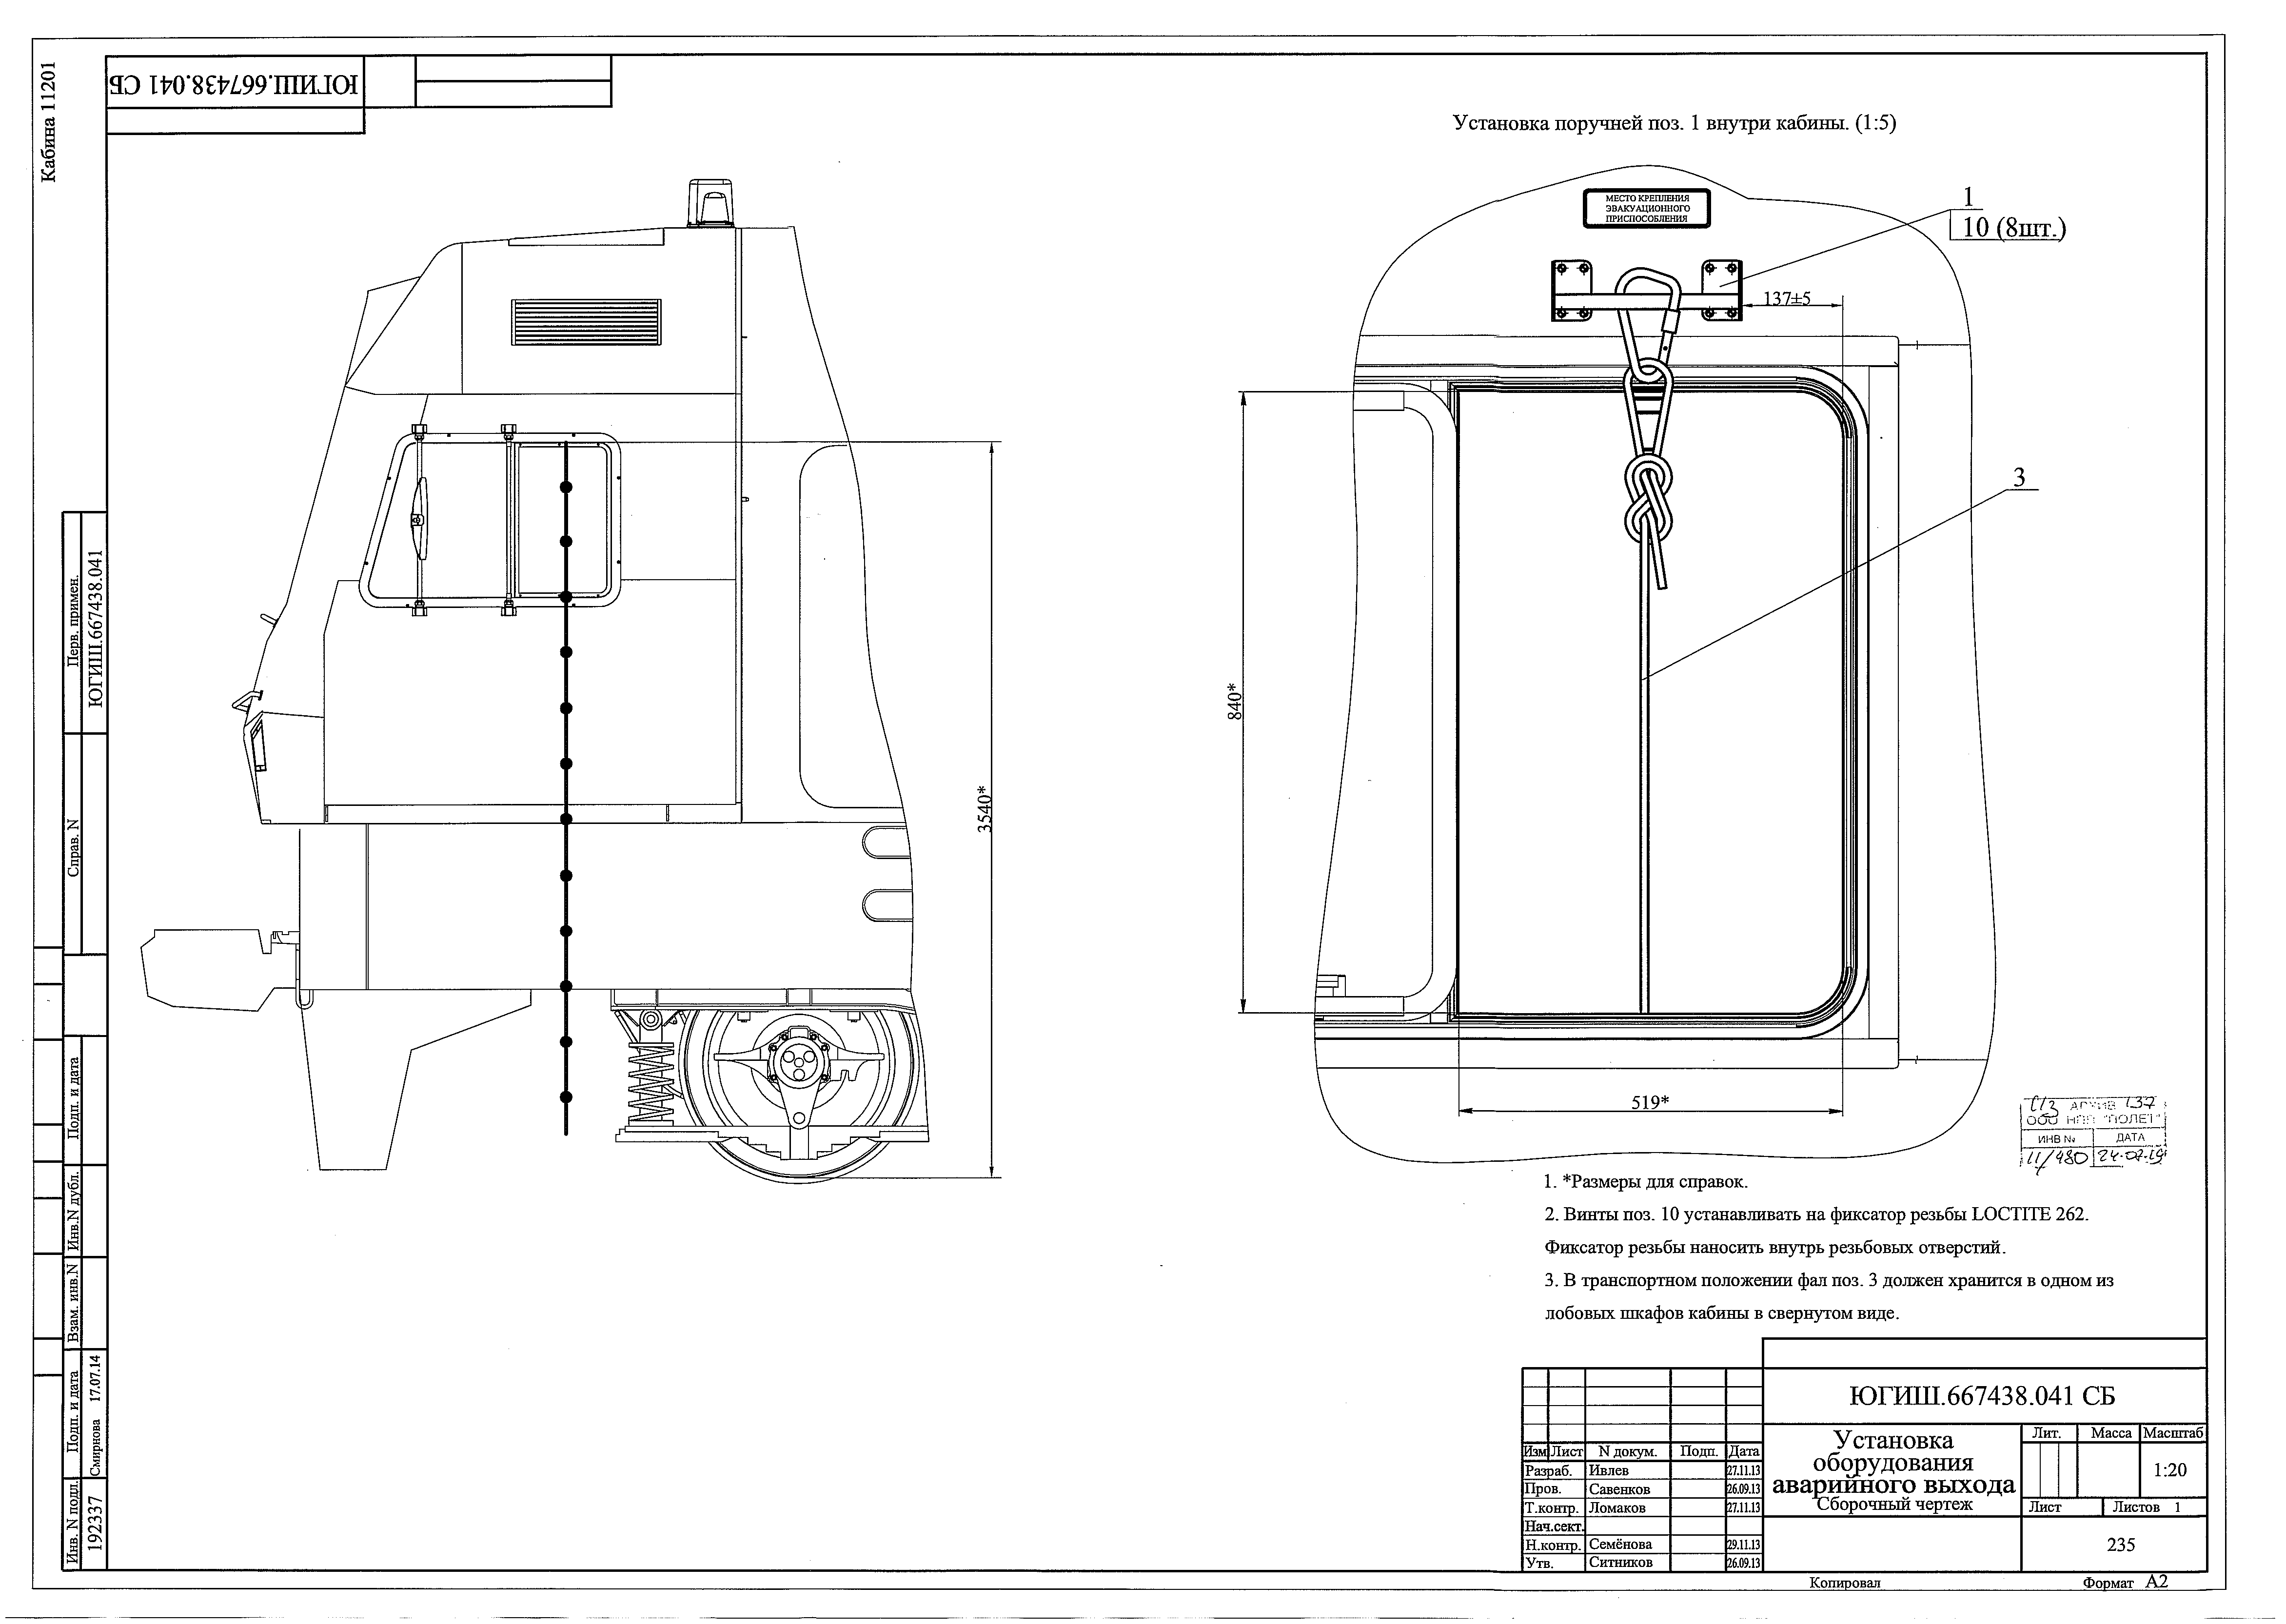 Кабина 11201
ЮГИШ.667438.041 СБ
Установка поручней поз. 1 внутри кабины. (1:5)
МЕСТО КРЕПЛЕНИЯ
ЭВАКУАЦИОННОГО
ПРИСПОСОБЛЕНИЯ
1
10 (8шт.)
137±5
3
840*
3540*
519*
Перв. примен.
ЮГИШ.667438.041
Справ. N
Подп. и дата
Инв.N дубл.
Взам. инв.N
Подп. и дата
Смирнова 17.07.14
Инв. N подл.
192337
АРХИВ 137
ООО НПП "ПОЛЕТ"
ИНВ № ДАТА
11/480 24.07.19
1. *Размеры для справок.
2. Винты поз. 10 устанавливать на фиксатор резьбы LOCTITE 262.
Фиксатор резьбы наносить внутрь резьбовых отверстий.
3. В транспортном положении фал поз. 3 должен хранится в одном из
лобовых шкафов кабины в свернутом виде.
ЮГИШ.667438.041 СБ
Изм Лист N докум. Подп. Дата
Разраб. Ивлев 27.11.13
Пров. Савенков 26.09.13
Т.контр. Ломаков 27.11.13
Нач.сект.
Н.контр. Семёнова 29.11.13
Утв. Ситников 26.09.13
Установка
оборудования
аварийного выхода
Сборочный чертеж
Лит. Масса Масштаб
1:20
Лист Листов 1
235
Копировал Формат А2